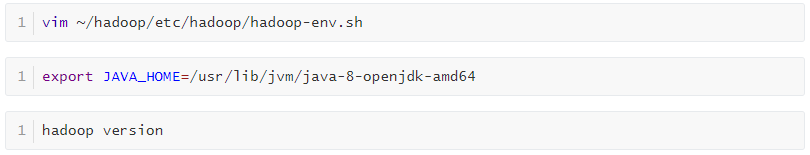 1 vim ~/hadoop/etc/hadoop/hadoop-env.sh
1 export JAVA_HOME=/usr/lib/jvm/java-8-openjdk-amd64
1 hadoop version